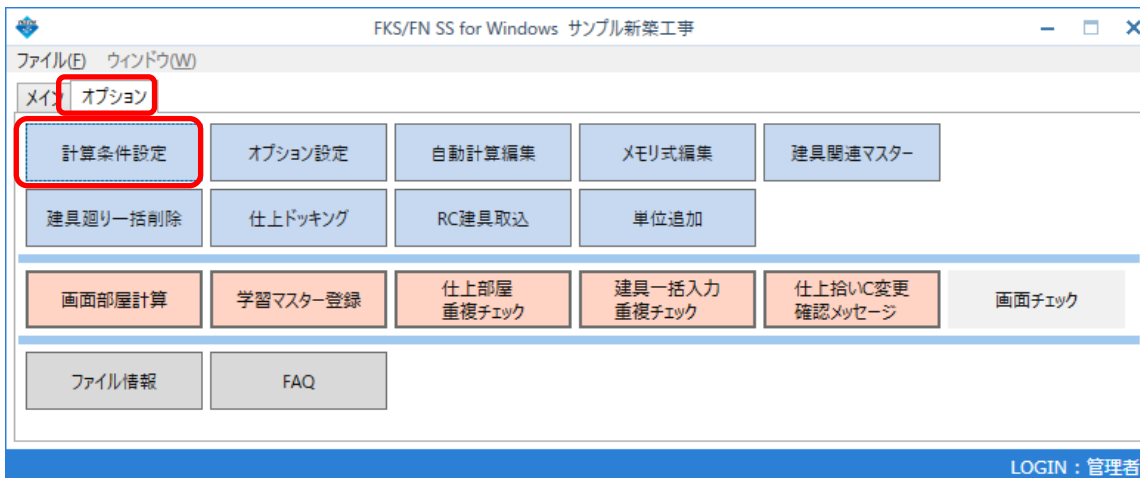 FKS/FN SS for Windows サンプル新築工事
ファイル(F) ウィンドウ(W)
メイン オプション
計算条件設定 オプション設定 自動計算編集 メモリ式編集 建具関連マスター
建具廻り一括削除 仕上ドッキング RC建具取込 単位追加
画面部屋計算 学習マスター登録 仕上部屋 建具一括入力 仕上拾いC変更 画面チェック
重複チェック 重複チェック 確認メッセージ
ファイル情報 FAQ
LOGIN：管理者